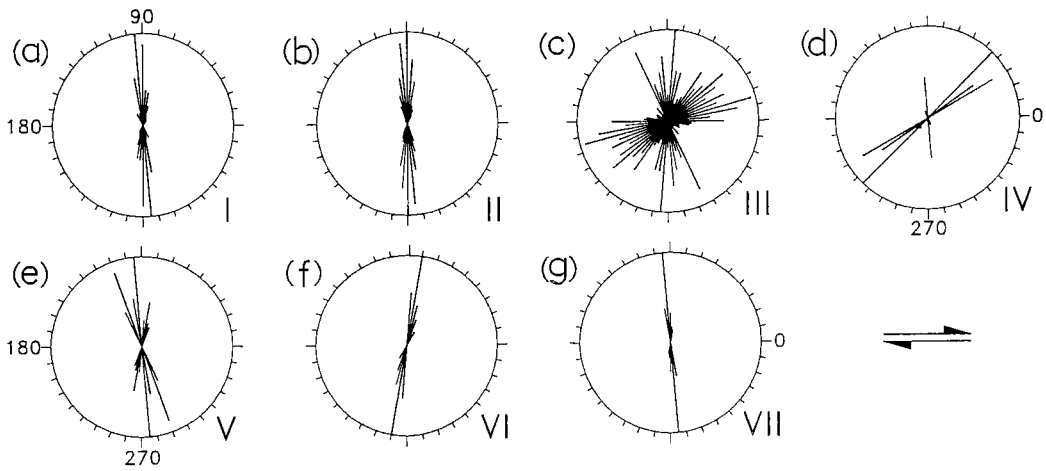 90
(a) (b) (c) (d)
180 0
I II III IV
270
(e) (f) (g)
180 0
V VI VII
270